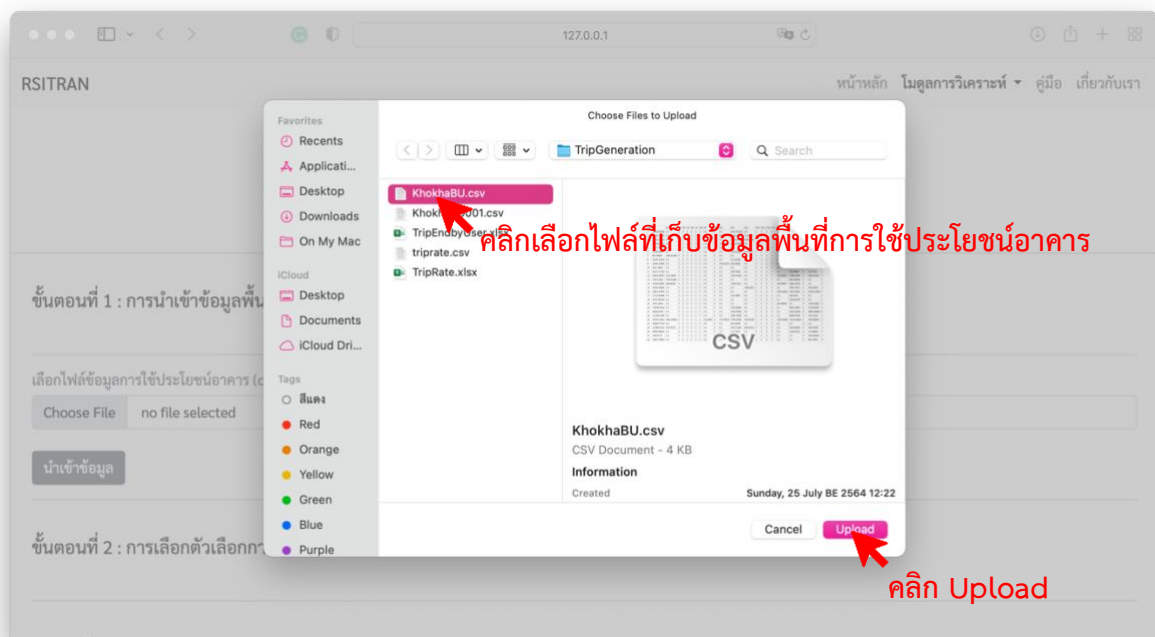 127.0.0.1
RSITRAN
หน้าหลัก โมดูลการวิเคราะห์ คู่มือ เกี่ยวกับเรา
Choose Files to Upload
Favorites
Recents
Applicati...
Desktop
Downloads
On My Mac
iCloud
Desktop
Documents
iCloud Dri...
Tags
สีแดง
Red
Orange
Yellow
Green
Blue
Purple
TripGeneration
Search
KhokhaBU.csv
TripEndbyUser.xlsx
triprate.csv
TripRate.xlsx
คลิกเลือกไฟล์ที่เก็บข้อมูลพื้นที่การใช้ประโยชน์อาคาร
CSV
KhokhaBU.csv
CSV Document - 4 KB
Information
Created Sunday, 25 July BE 2564 12:22
Cancel Upload
คลิก Upload
ขั้นตอนที่ 1 : การนำเข้าข้อมูลพื้น
เลือกไฟล์ข้อมูลการใช้ประโยชน์อาคาร (c
Choose File no file selected
นำเข้าข้อมูล
ขั้นตอนที่ 2 : การเลือกตัวเลือกกา